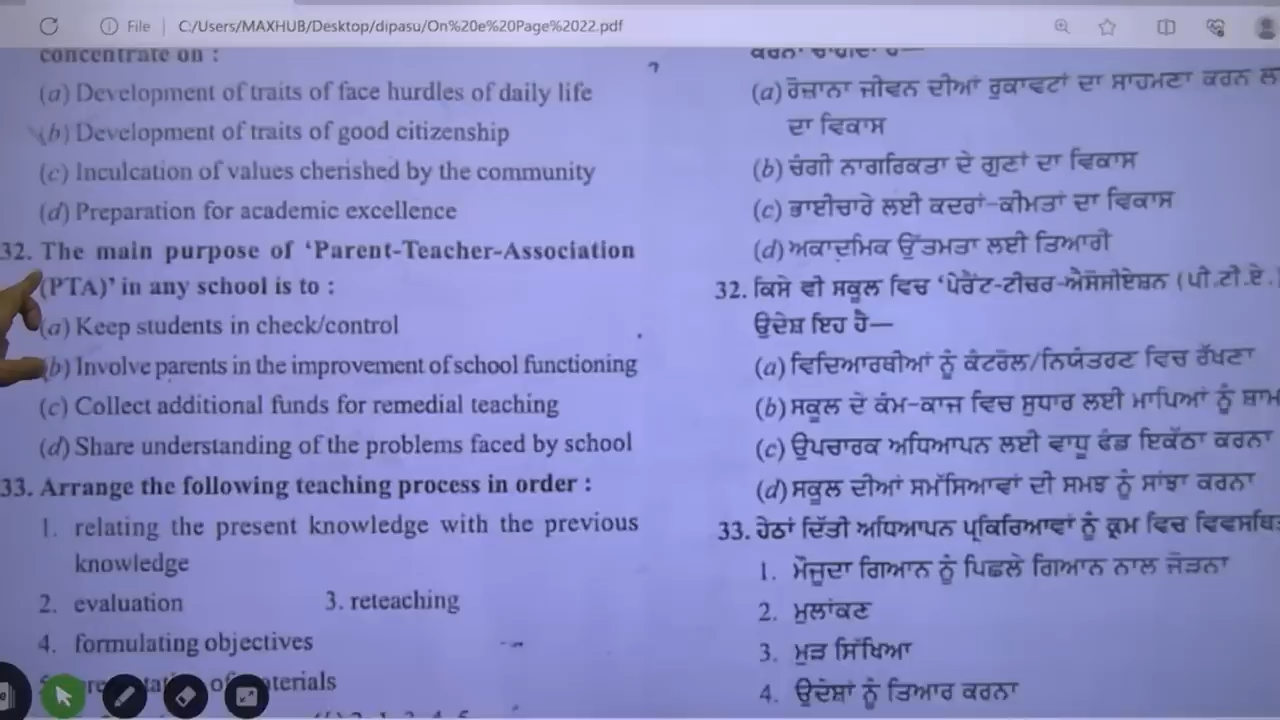 File
C:/Users/MAXHUB/Desktop/dipasu/On%20e%20Page%2022.pdf
concentrate on :
(a) Development of traits of face hurdles of daily life
(b) Development of traits of good citizenship
(c) Inculcation of values cherished by the community
(d) Preparation for academic excellence
32. The main purpose of ‘Parent-Teacher-Association
(PTA)’ in any school is to :
(a) Keep students in check/control
(b) Involve parents in the improvement of school functioning
(c) Collect additional funds for remedial teaching
(d) Share understanding of the problems faced by school
33. Arrange the following teaching process in order :
1. relating the present knowledge with the previous
knowledge
2. evaluation 3. reteaching
4. formulating objectives
of
(a) ਰੋਜ਼ਾਨਾ ਜੀਵਨ ਦੀਆਂ ਰੁਕਾਵਟਾਂ ਦਾ ਸਾਹਮਣਾ ਕਰਨ
ਦਾ ਵਿਕਾਸ
(b) ਚੰਗੀ ਨਾਗਰਿਕਤਾ ਦੇ ਗੁਣਾਂ ਦਾ ਵਿਕਾਸ
(c) ਭਾਈਚਾਰੇ ਲਈ ਕਦਰਾਂ-ਕੀਮਤਾਂ ਦਾ ਵਿਕਾਸ
(d) ਅਕਾਦਮਿਕ ਉੱਤਮਤਾ ਲਈ ਤਿਆਰੀ
32. ਕਿਸੇ ਵੀ ਸਕੂਲ ਵਿਚ ‘ਪੇਰੈਂਟ-ਟੀਚਰ-ਐਸੋਸੀਏਸ਼ਨ (ਪੀ.ਟੀ.ਏ.)
ਉਦੇਸ਼ ਇਹ ਹੈ—
(a) ਵਿਦਿਆਰਥੀਆਂ ਨੂੰ ਕੰਟਰੋਲ/ਨਿਯੰਤਰਣ ਵਿਚ ਰੱਖਣਾ
(b) ਸਕੂਲ ਦੇ ਕੰਮ-ਕਾਜ ਵਿਚ ਸੁਧਾਰ ਲਈ ਮਾਪਿਆਂ ਨੂੰ
(c) ਉਪਚਾਰਕ ਅਧਿਆਪਨ ਲਈ ਵਾਧੂ ਫੰਡ ਇਕੱਠਾ ਕਰਨਾ
(d) ਸਕੂਲ ਦੀਆਂ ਸਮੱਸਿਆਵਾਂ ਦੀ ਸਮਝ ਨੂੰ ਸਾਂਝਾ ਕਰਨਾ
33. ਹੇਠਾਂ ਦਿੱਤੀ ਅਧਿਆਪਨ ਪ੍ਰਕਿਰਿਆਵਾਂ ਨੂੰ ਕ੍ਰਮ ਵਿਚ
1. ਮੌਜੂਦਾ ਗਿਆਨ ਨੂੰ ਪਿਛਲੇ ਗਿਆਨ ਨਾਲ ਜੋੜਨਾ
2. ਮੁਲਾਂਕਣ
3. ਮੁੜ ਸਿੱਖਿਆ
4. ਉਦੇਸ਼ਾਂ ਨੂੰ ਤਿਆਰ ਕਰਨਾ